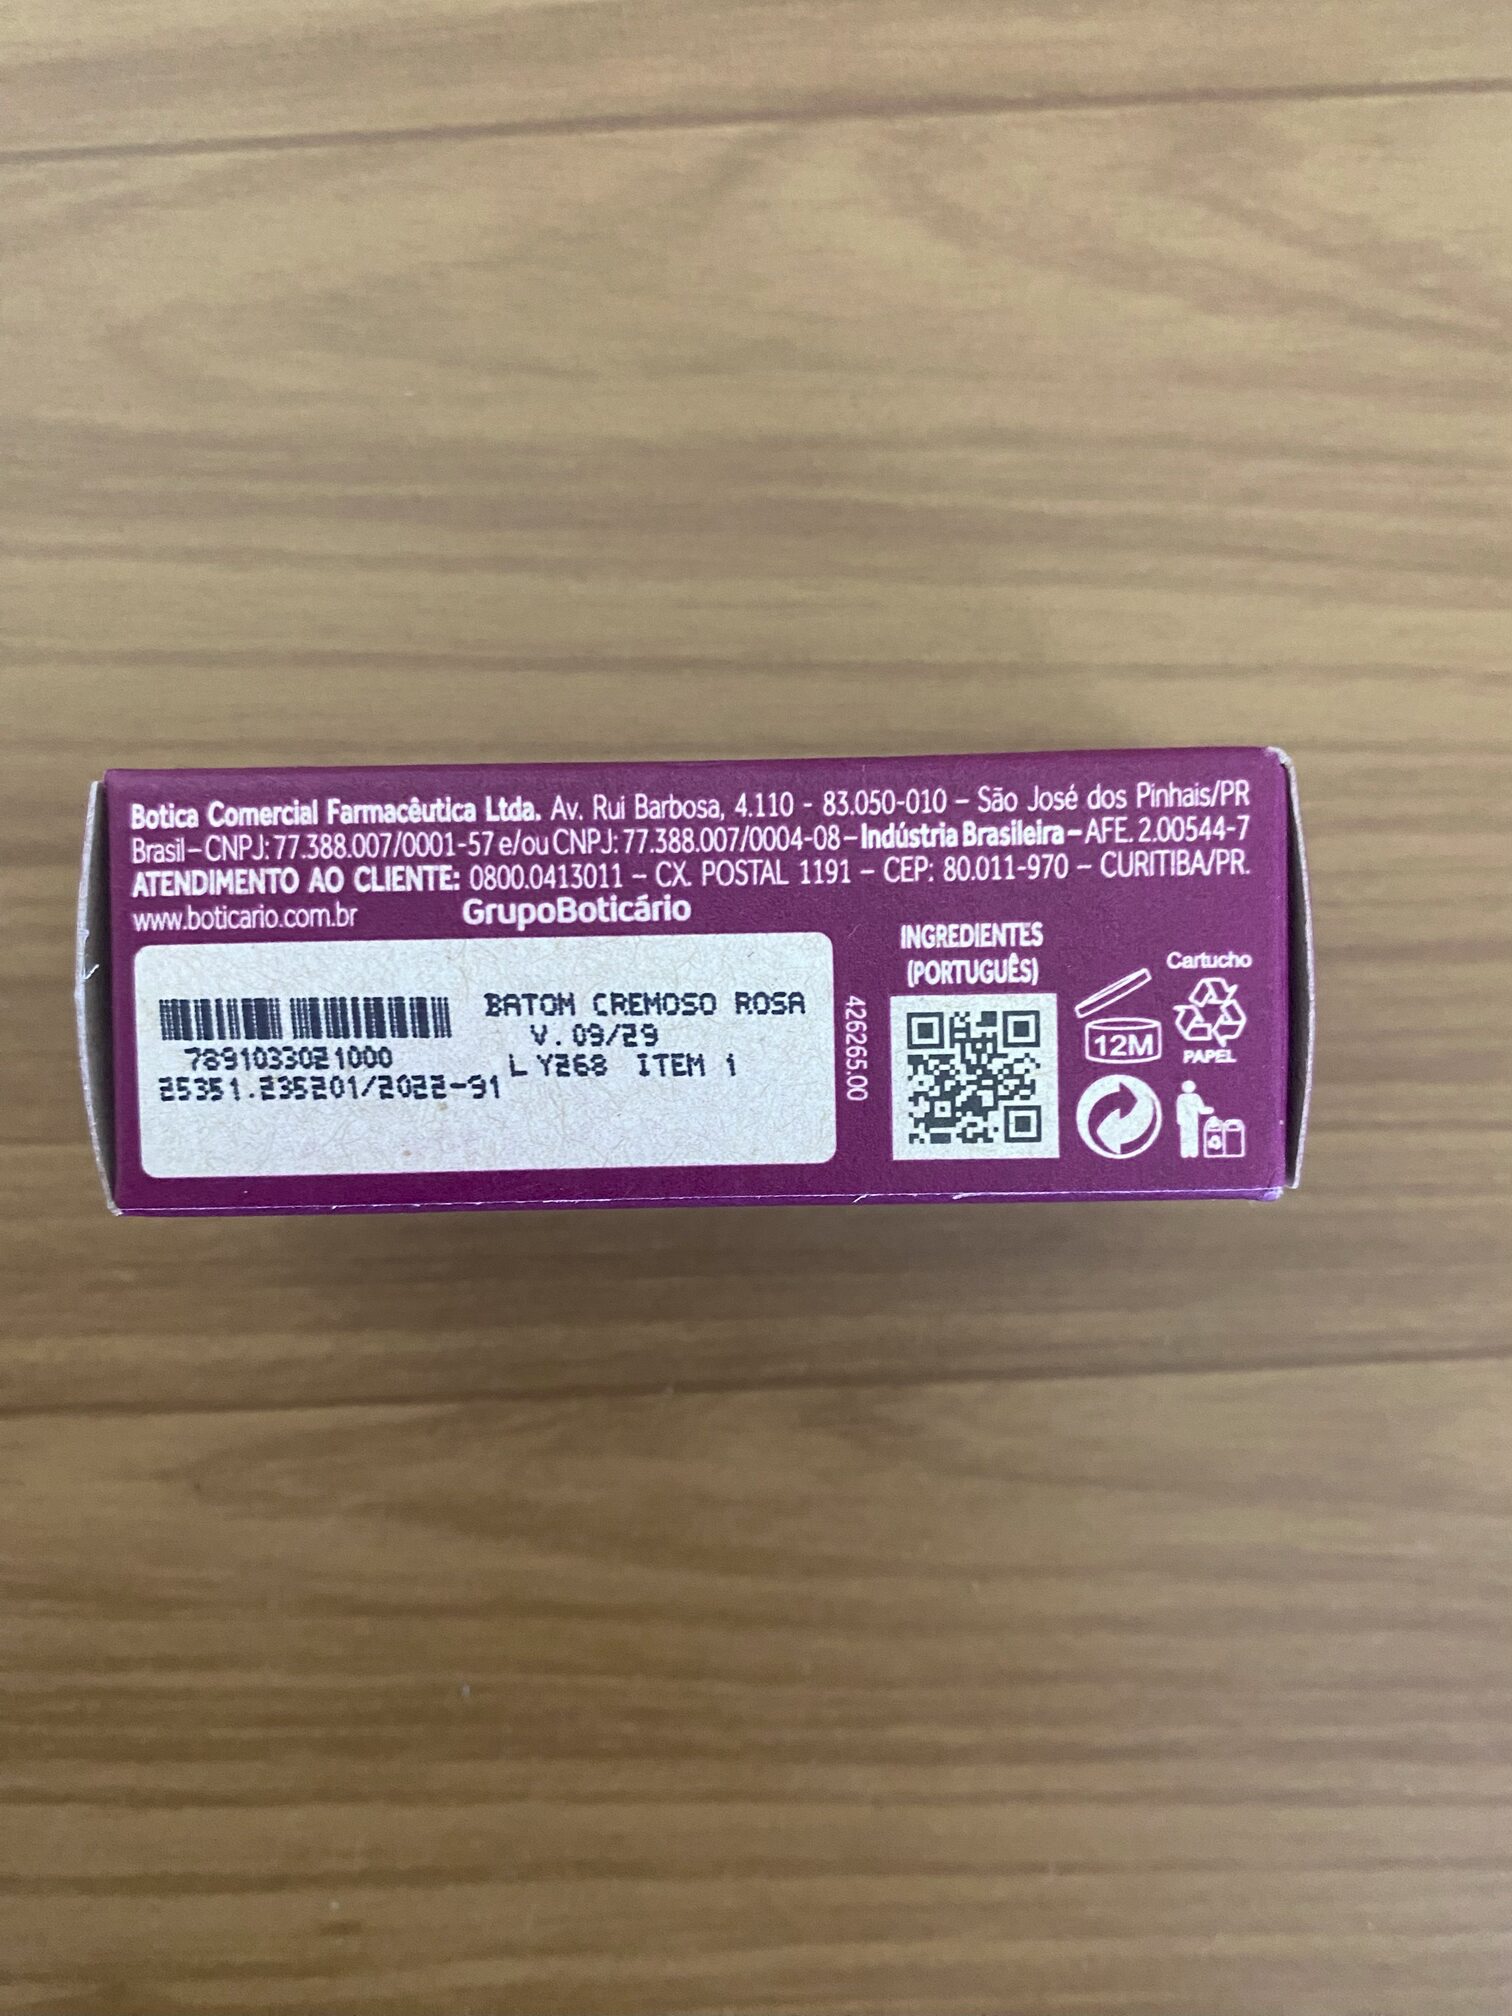 Botica Comercial Farmacêutica Ltda. Av. Rui Barbosa, 4.110 - 83.050-010 – São José dos Pinhais/PR
Brasil – CNPJ: 77.388.007/0001-57 e/ou CNPJ: 77.388.007/0004-08 – Indústria Brasileira – AFE. 2.00544-7
ATENDIMENTO AO CLIENTE: 0800.0413011 – CX. POSTAL 1191 – CEP: 80.011-970 – CURITIBA/PR.
www.boticario.com.br GrupoBoticário
BATOM CREMOSO ROSA
V.09/29
7891033021000
L YZ68 ITEM 1
25351.235201/2022-91
426265.00
INGREDIENTES
(PORTUGUÊS)
12M
Cartucho
PAPEL